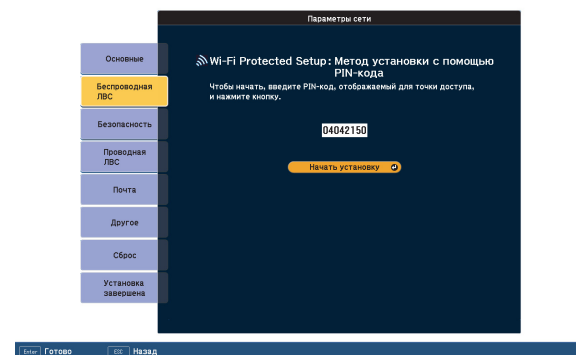 Параметры сети
Основные
Беспроводная
ЛВС
Безопасность
Проводная
ЛВС
Почта
Другое
Сброс
Установка
завершена
Wi-Fi Protected Setup: Метод установки с помощью
PIN-кода
Чтобы начать, введите PIN-код, отображаемый для точки доступа,
и нажмите кнопку.
04042150
Начать установку
Enter Готово
ESC Назад